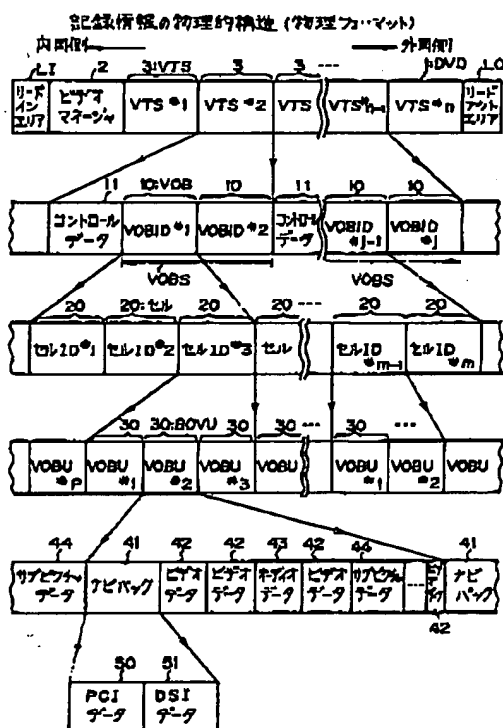 記録情報の物理的構造 (物理フォーマット)
内周側 外周側
LI 2 3:VTS 3 3 --- 1:DVD LO
リードインエリア ビデオマネージャ VTS#1 VTS#2 VTS VTS#n-1 VTS#n リードアウトエリア
11 10:VOB 10 11 10 10
コントロールデータ VOBID#1 VOBID#2 コントロールデータ VOBID#j-1 VOBID#j
VOBS VOBS
20 20:セル 20 20 --- 20 20
セルID#1 セルID#2 セルID#3 セル セルID#m-1 セルID#m
30 30:BOVU 30 30 --- 30 ---
VOBU#P VOBU#1 VOBU#2 VOBU#3 VOBU VOBU#1 VOBU#2 VOBU
44 41 42 42 43 42 44 41
サブピクチャデータ ナビパック ビデオデータ ビデオデータ オーディオデータ ビデオデータ サブピクチャデータ ---- ナビパック
42
50 51
PCIデータ DSIデータ